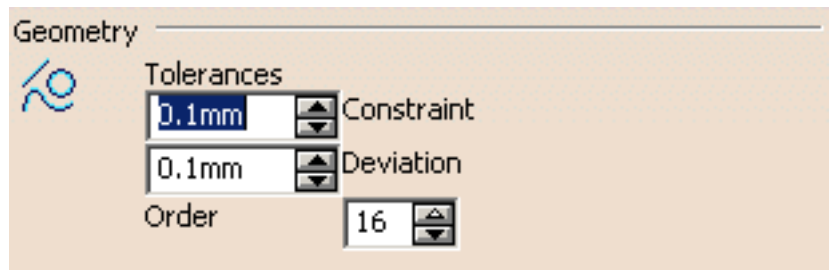 Geometry
Tolerances
0.1mm Constraint
0.1mm Deviation
Order 16